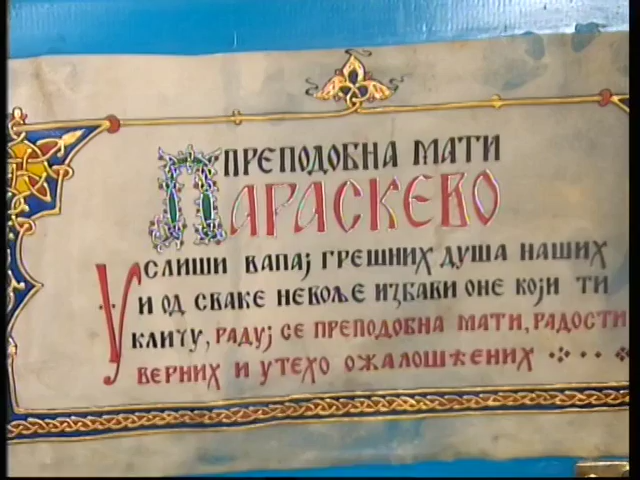 ПРЕПОДОБНА МАТИ
ПАРАСКЕВО
УСЛИШИ ВАПАЈ ГРЕШНИХ ДУША НАШИХ
И ОД СВАКЕ НЕВОЉЕ ИЗБАВИ ОНЕ КОЈИ ТИ
КЛИЧУ, РАДУЈ СЕ ПРЕПОДОБНА МАТИ, РАДОСТИ
ВЕРНИХ И УТЕХО ОЖАЛОШЋЕНИХ